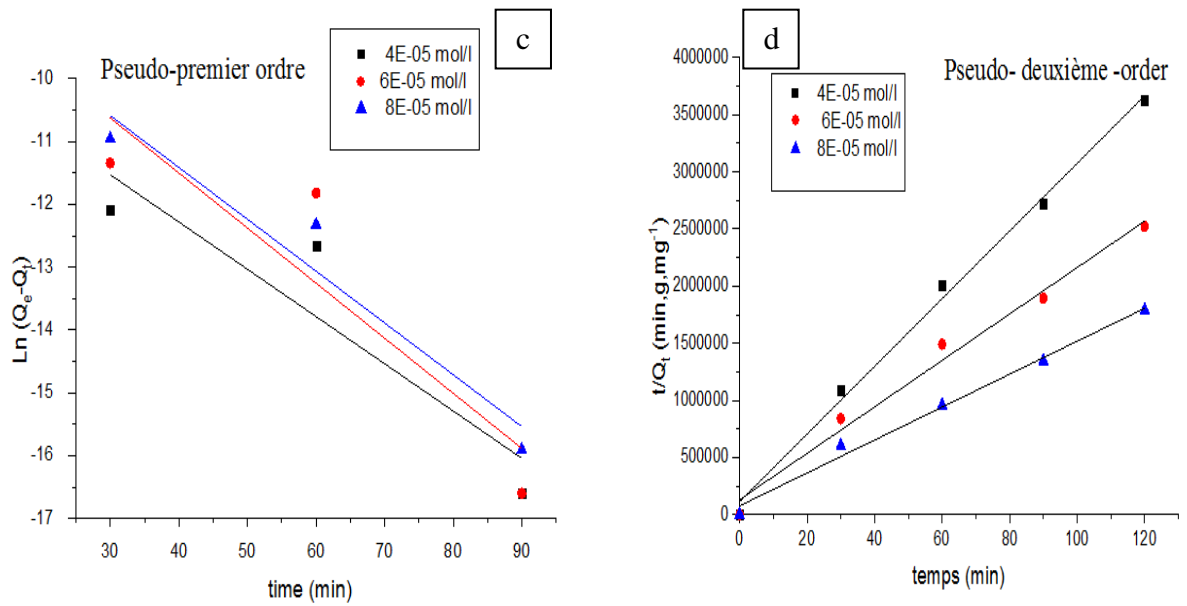 c
Pseudo-premier ordre
4E-05 mol/l
6E-05 mol/l
8E-05 mol/l
-10
-11
-12
-13
-14
-15
-16
-17
Ln (Qe-Qt)
30 40 50 60 70 80 90
time (min)
d
Pseudo- deuxième -order
4E-05 mol/l
6E-05 mol/l
8E-05 mol/l
4000000
3500000
3000000
2500000
2000000
1500000
1000000
500000
0
t/Qt (min,g,mg-1)
0 20 40 60 80 100 120
temps (min)